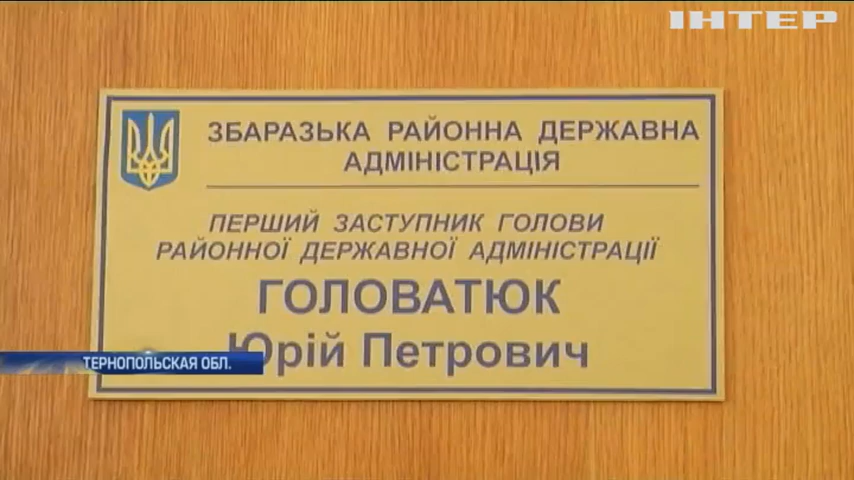 ІНТЕР
ЗБАРАЗЬКА РАЙОННА ДЕРЖАВНА
АДМІНІСТРАЦІЯ
ПЕРШИЙ ЗАСТУПНИК ГОЛОВИ
РАЙОННОЇ ДЕРЖАВНОЇ АДМІНІСТРАЦІЇ
ГОЛОВАТЮК
Юрій Петрович
ТЕРНОПОЛЬСКАЯ ОБЛ.